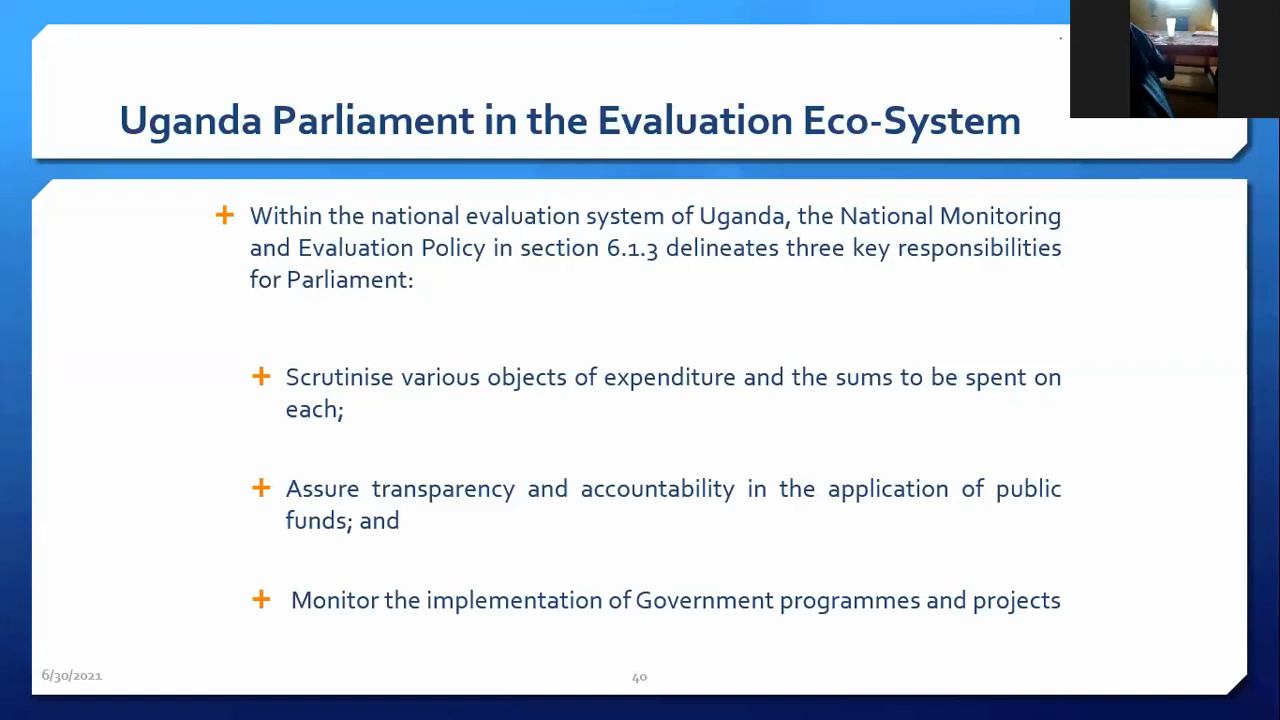 Uganda Parliament in the Evaluation Eco-System
+ Within the national evaluation system of Uganda, the National Monitoring
and Evaluation Policy in section 6.1.3 delineates three key responsibilities
for Parliament:
+ Scrutinise various objects of expenditure and the sums to be spent on
each;
+ Assure transparency and accountability in the application of public
funds; and
+ Monitor the implementation of Government programmes and projects
6/30/2021
40